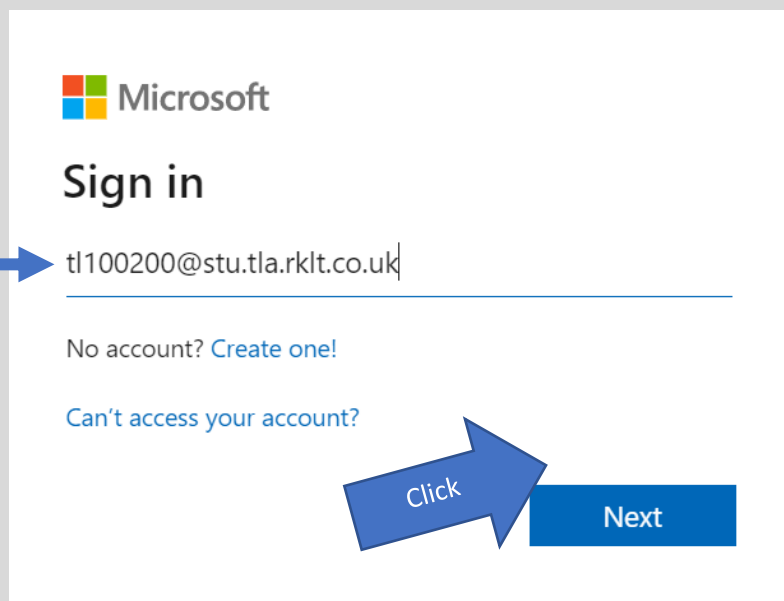 Microsoft
Sign in
tl100200@stu.tla.rklt.co.uk
No account? Create one!
Can't access your account?
Click
Next